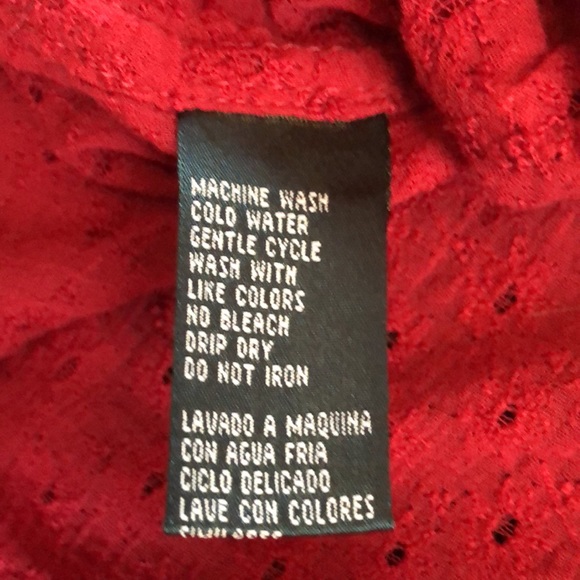 MACHINE WASH
COLD WATER
GENTLE CYCLE
WASH WITH
LIKE COLORS
NO BLEACH
DRIP DRY
DO NOT IRON
LAVADO A MAQUINA
CON AGUA FRIA
CICLO DELICADO
LAVE CON COLORES
SIMILARES